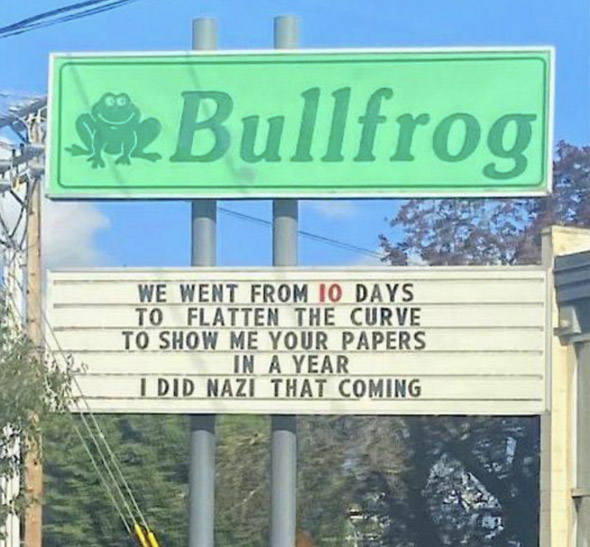 Bullfrog
WE WENT FROM 10 DAYS
TO FLATTEN THE CURVE
TO SHOW ME YOUR PAPERS
IN A YEAR
I DID NAZI THAT COMING